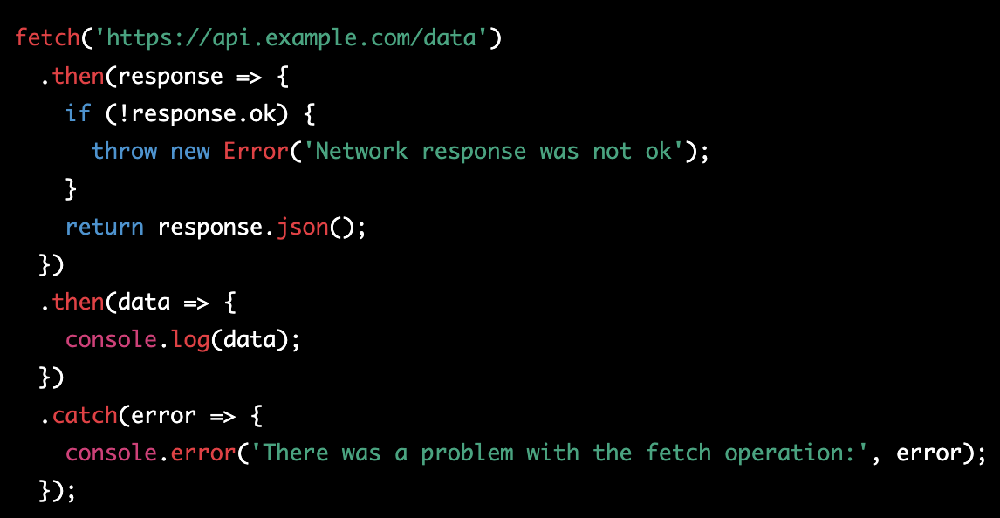 fetch('https://api.example.com/data')
  .then(response => {
    if (!response.ok) {
      throw new Error('Network response was not ok');
    }
    return response.json();
  })
  .then(data => {
    console.log(data);
  })
  .catch(error => {
    console.error('There was a problem with the fetch operation:', error);
  });